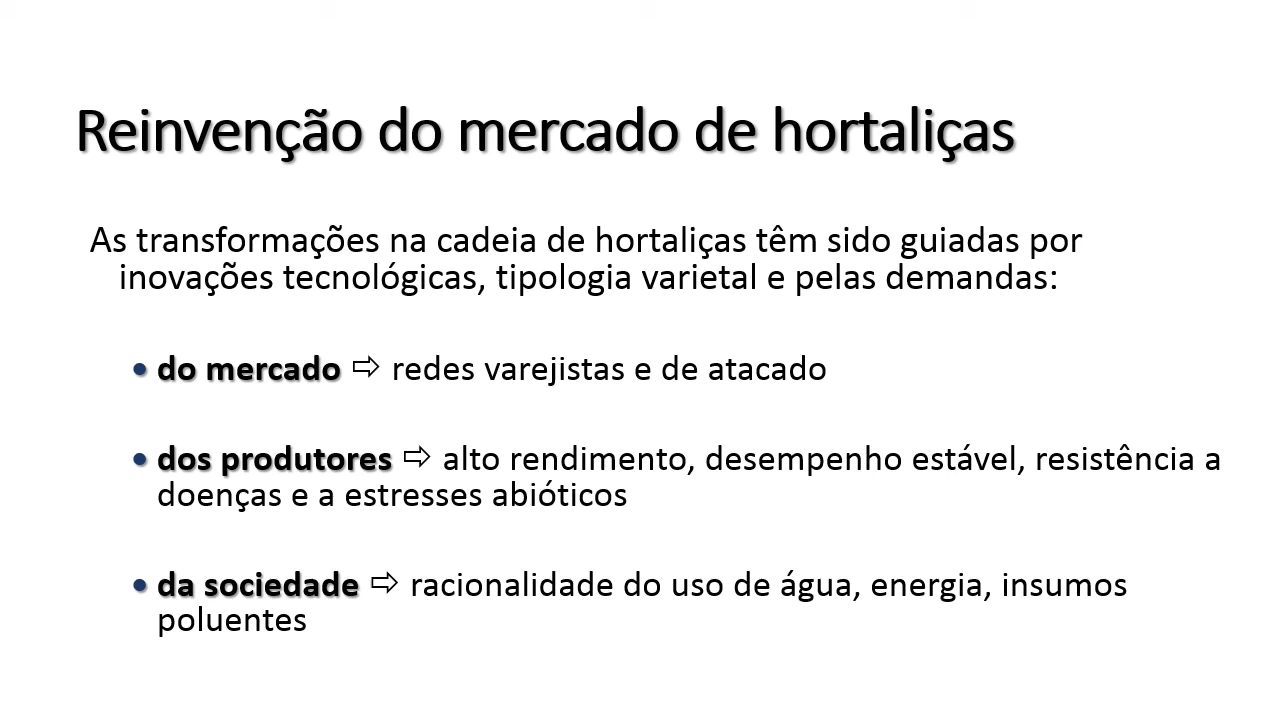 Reinvenção do mercado de hortaliças
As transformações na cadeia de hortaliças têm sido guiadas por
inovações tecnológicas, tipologia varietal e pelas demandas:
• do mercado ⇨ redes varejistas e de atacado
• dos produtores ⇨ alto rendimento, desempenho estável, resistência a
doenças e a estresses abióticos
• da sociedade ⇨ racionalidade do uso de água, energia, insumos
poluentes